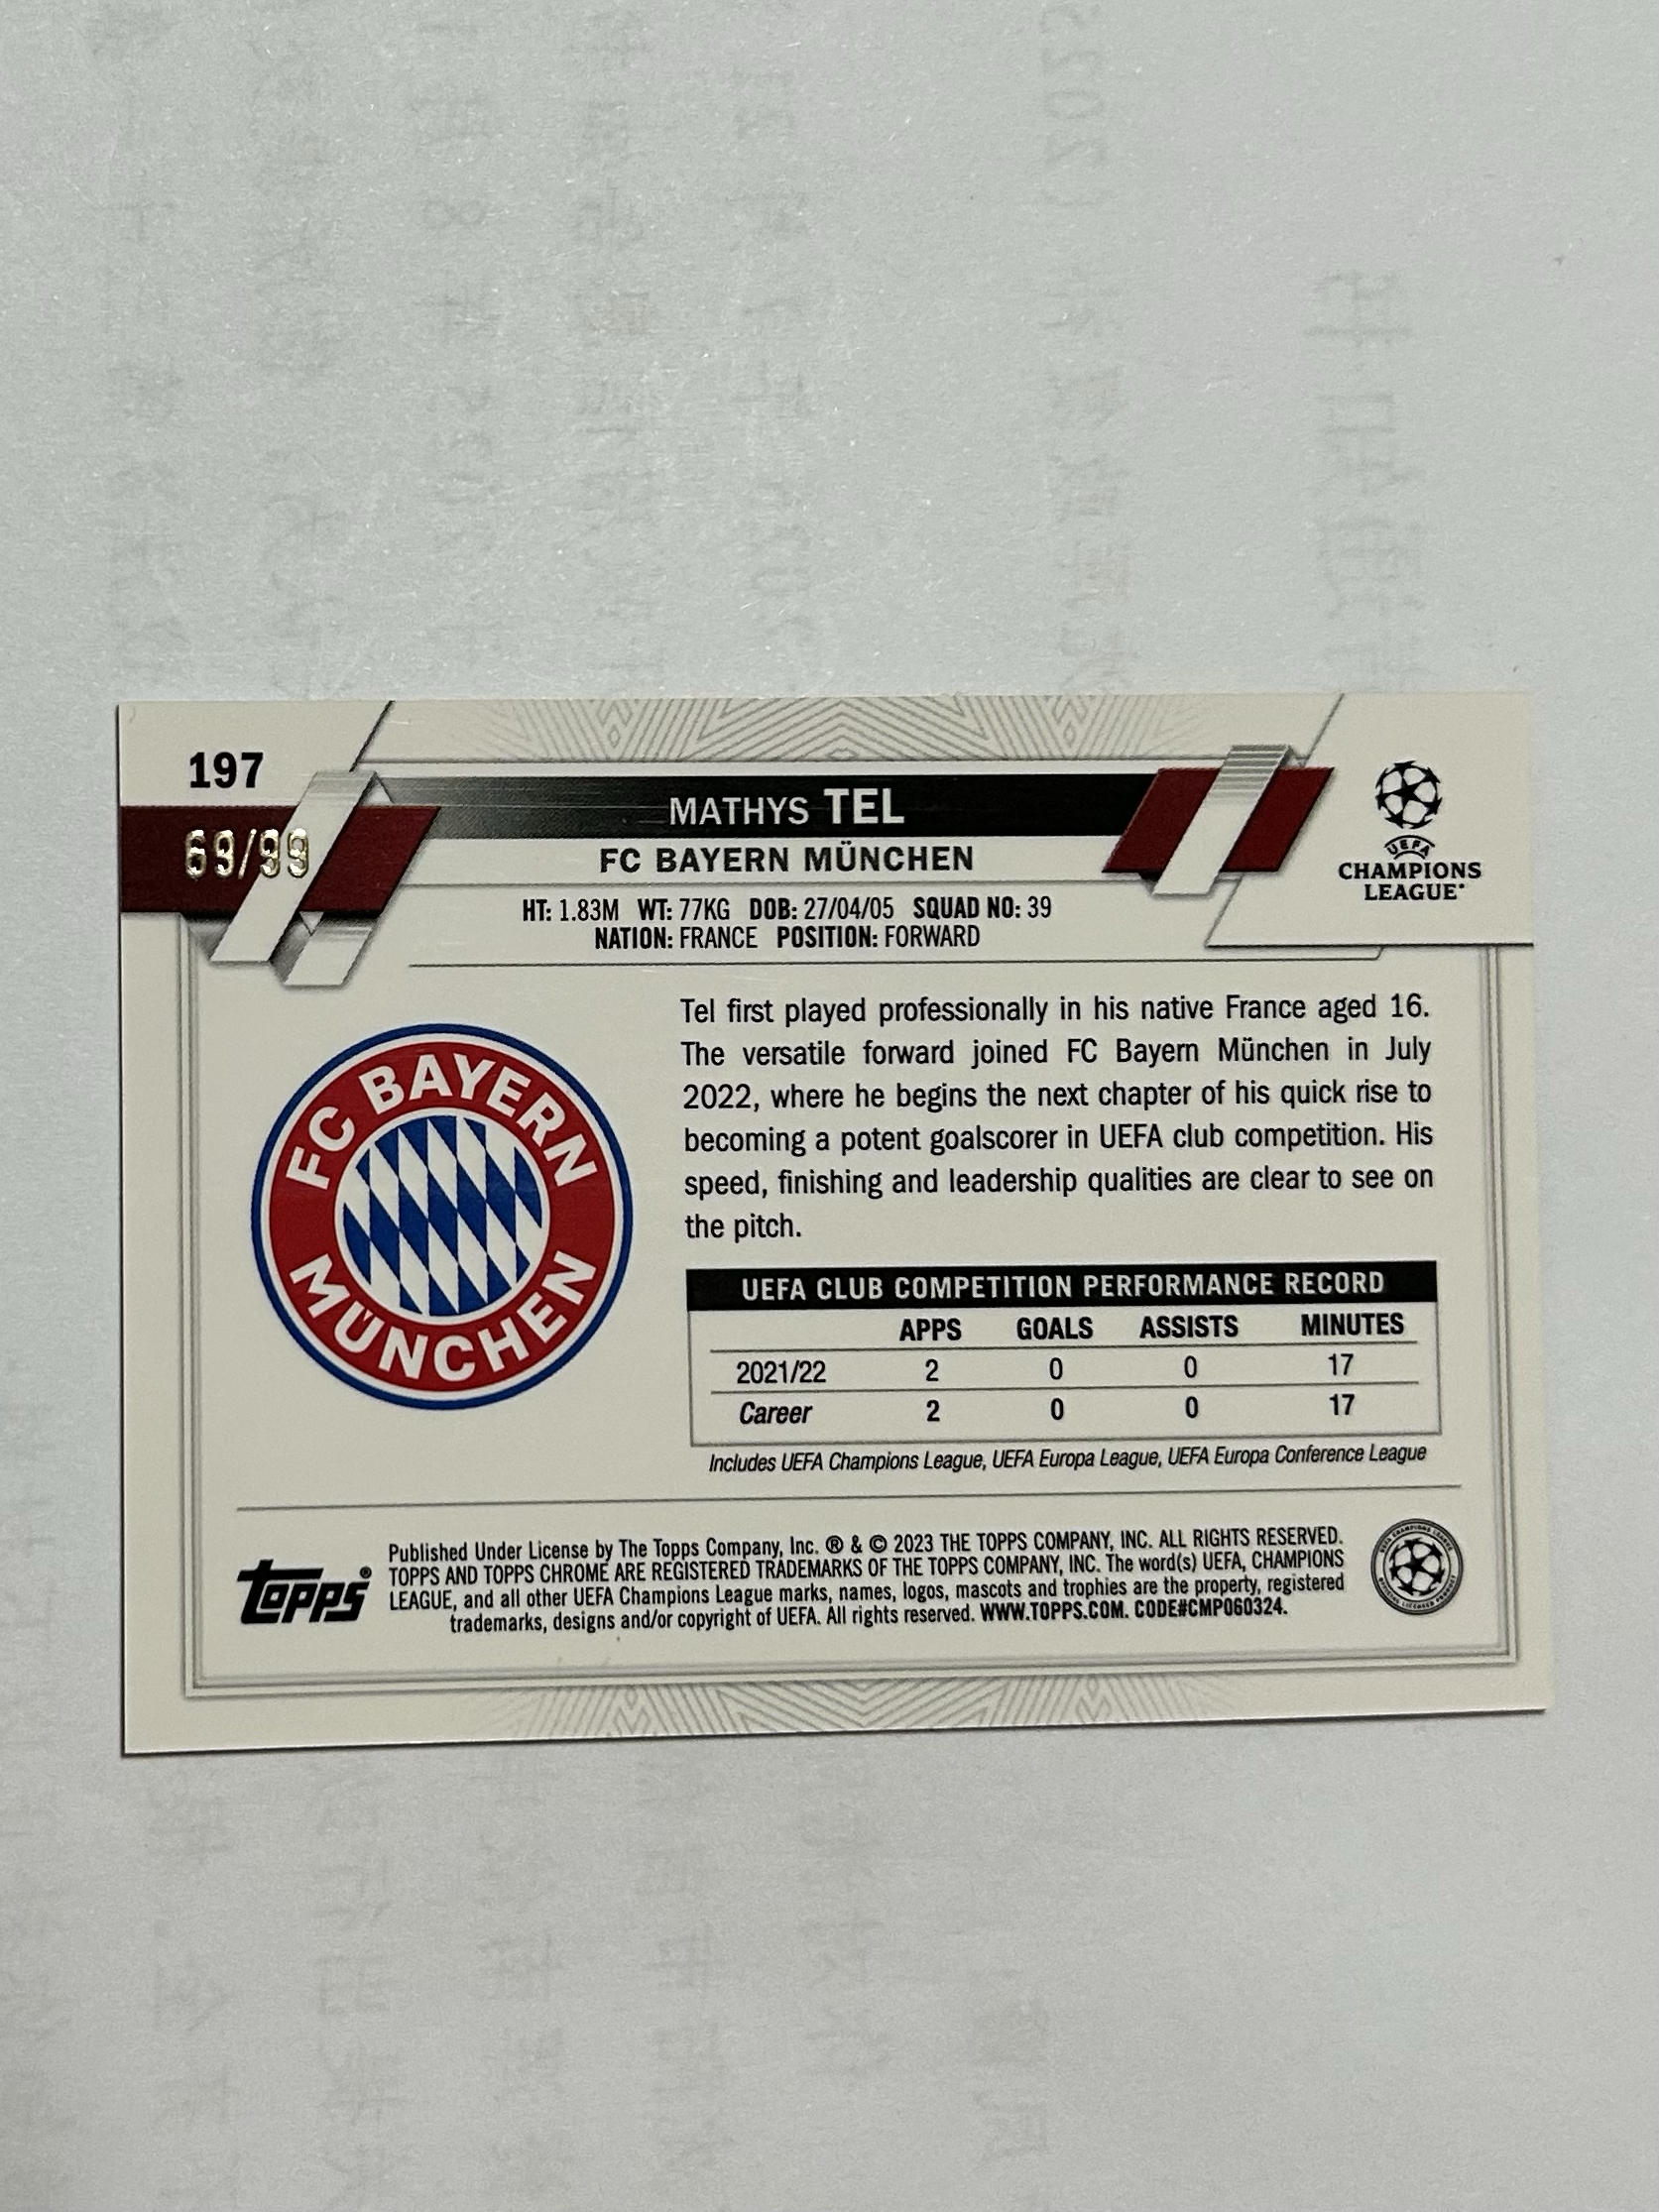 197
69/99
MATHYS TEL
FC BAYERN MÜNCHEN
HT: 1.83M WT: 77KG DOB: 27/04/05 SQUAD NO: 39
NATION: FRANCE POSITION: FORWARD
UEFA
CHAMPIONS
LEAGUE
FC BAYERN
MÜNCHEN
Tel first played professionally in his native France aged 16.
The versatile forward joined FC Bayern München in July
2022, where he begins the next chapter of his quick rise to
becoming a potent goalscorer in UEFA club competition. His
speed, finishing and leadership qualities are clear to see on
the pitch.
UEFA CLUB COMPETITION PERFORMANCE RECORD
APPS GOALS ASSISTS MINUTES
2021/22 2 0 0 17
Career 2 0 0 17
Includes UEFA Champions League, UEFA Europa League, UEFA Europa Conference League
topps®
Published Under License by The Topps Company, Inc. ® & © 2023 THE TOPPS COMPANY, INC. ALL RIGHTS RESERVED.
TOPPS AND TOPPS CHROME ARE REGISTERED TRADEMARKS OF THE TOPPS COMPANY, INC. The word(s) UEFA, CHAMPIONS
LEAGUE, and all other UEFA Champions League marks, names, logos, mascots and trophies are the property, registered
trademarks, designs and/or copyright of UEFA. All rights reserved. WWW.TOPPS.COM. CODE#CMP060324.